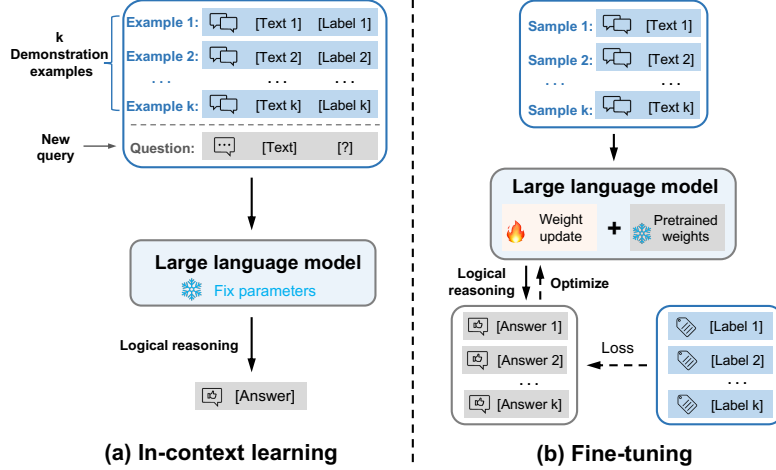 k
Demonstration
examples
Example 1: [Text 1] [Label 1]
Example 2: [Text 2] [Label 2]
... ... ...
Example k: [Text k] [Label k]
New
query
Question: [Text] [?]
Large language model
Fix parameters
Logical reasoning
[Answer]
(a) In-context learning
Sample 1: [Text 1]
Sample 2: [Text 2]
... ...
Sample k: [Text k]
Large language model
Weight
update
+
Pretrained
weights
Logical
reasoning
Optimize
[Answer 1]
[Answer 2]
...
[Answer k]
Loss
[Label 1]
[Label 2]
...
[Label k]
(b) Fine-tuning